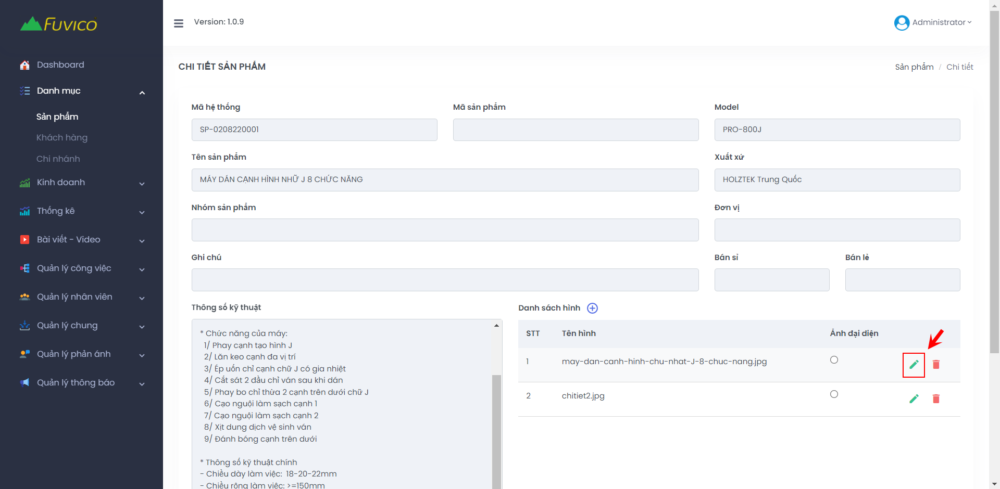 FUVICO
Version: 1.0.9
Administrator
Dashboard
Danh mục
Sản phẩm
Khách hàng
Chi nhánh
Kinh doanh
Thống kê
Bài viết - Video
Quản lý công việc
Quản lý nhân viên
Quản lý chung
Quản lý phản ánh
Quản lý thông báo
CHI TIẾT SẢN PHẨM
Sản phẩm / Chi tiết
Mã hệ thống
Mã sản phẩm
Model
SP-0208220001
PRO-800J
Tên sản phẩm
Xuất xứ
MÁY DÁN CẠNH HÌNH NHỮ J 8 CHỨC NĂNG
HOLZTEK Trung Quốc
Nhóm sản phẩm
Đơn vị
Ghi chú
Bán sỉ
Bán lẻ
Thông số kỹ thuật
* Chức năng của máy:
1/ Phay cạnh tạo hình J
2/ Lăn keo cạnh đa vị trí
3/ Ép uốn chỉ cạnh chữ J có gia nhiệt
4/ Cắt sát 2 đầu chỉ ván sau khi dán
5/ Phay bo chỉ thừa 2 cạnh trên dưới chữ J
6/ Cạo nguội làm sạch cạnh 1
7/ Cạo nguội làm sạch cạnh 2
8/ Xịt dung dịch vệ sinh ván
9/ Đánh bóng cạnh trên dưới
* Thông số kỹ thuật chính
- Chiều dày làm việc: 18-20-22mm
- Chiều rộng làm việc: >=150mm
Danh sách hình
STT Tên hình Ảnh đại diện
1 may-dan-canh-hinh-chu-nhat-J-8-chuc-nang.jpg
2 chitiet2.jpg